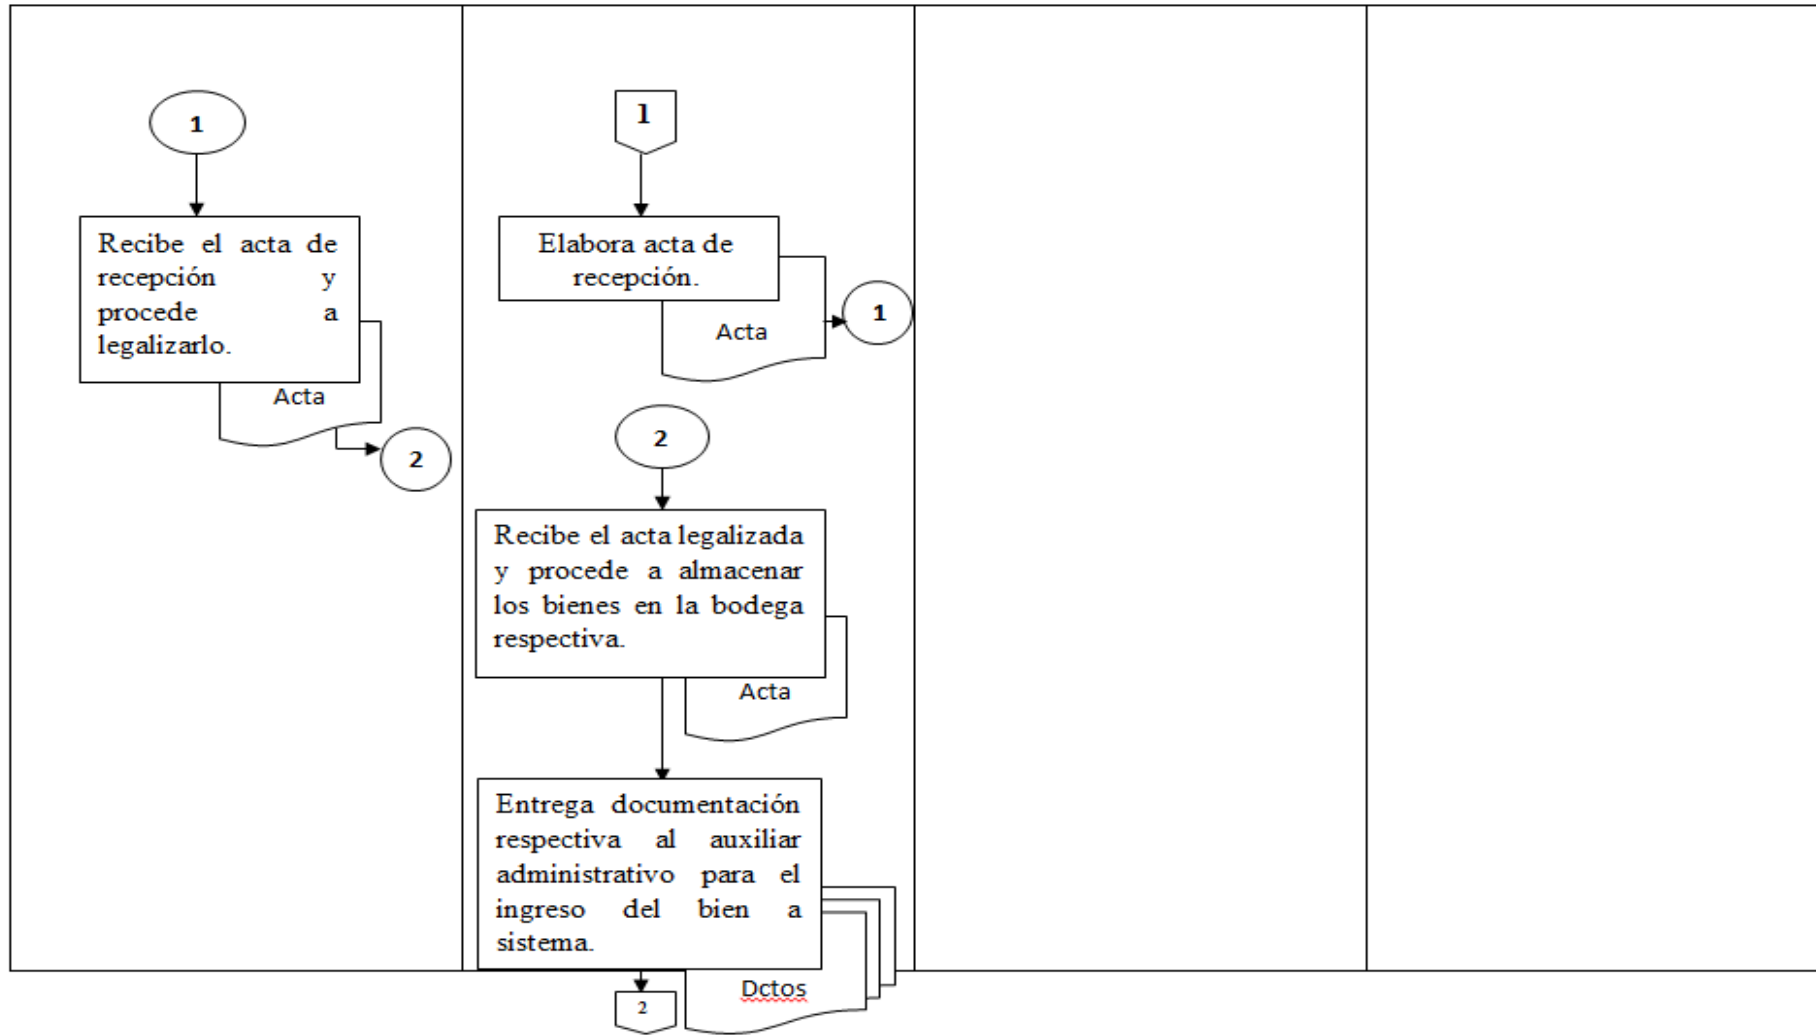 1
Recibe el acta de
recepción y
procede a
legalizarlo.
Acta
2
1
Elabora acta de
recepción.
Acta
1
2
Recibe el acta legalizada
y procede a almacenar
los bienes en la bodega
respectiva.
Acta
Entrega documentación
respectiva al auxiliar
administrativo para el
ingreso del bien a
sistema.
Dctos
2